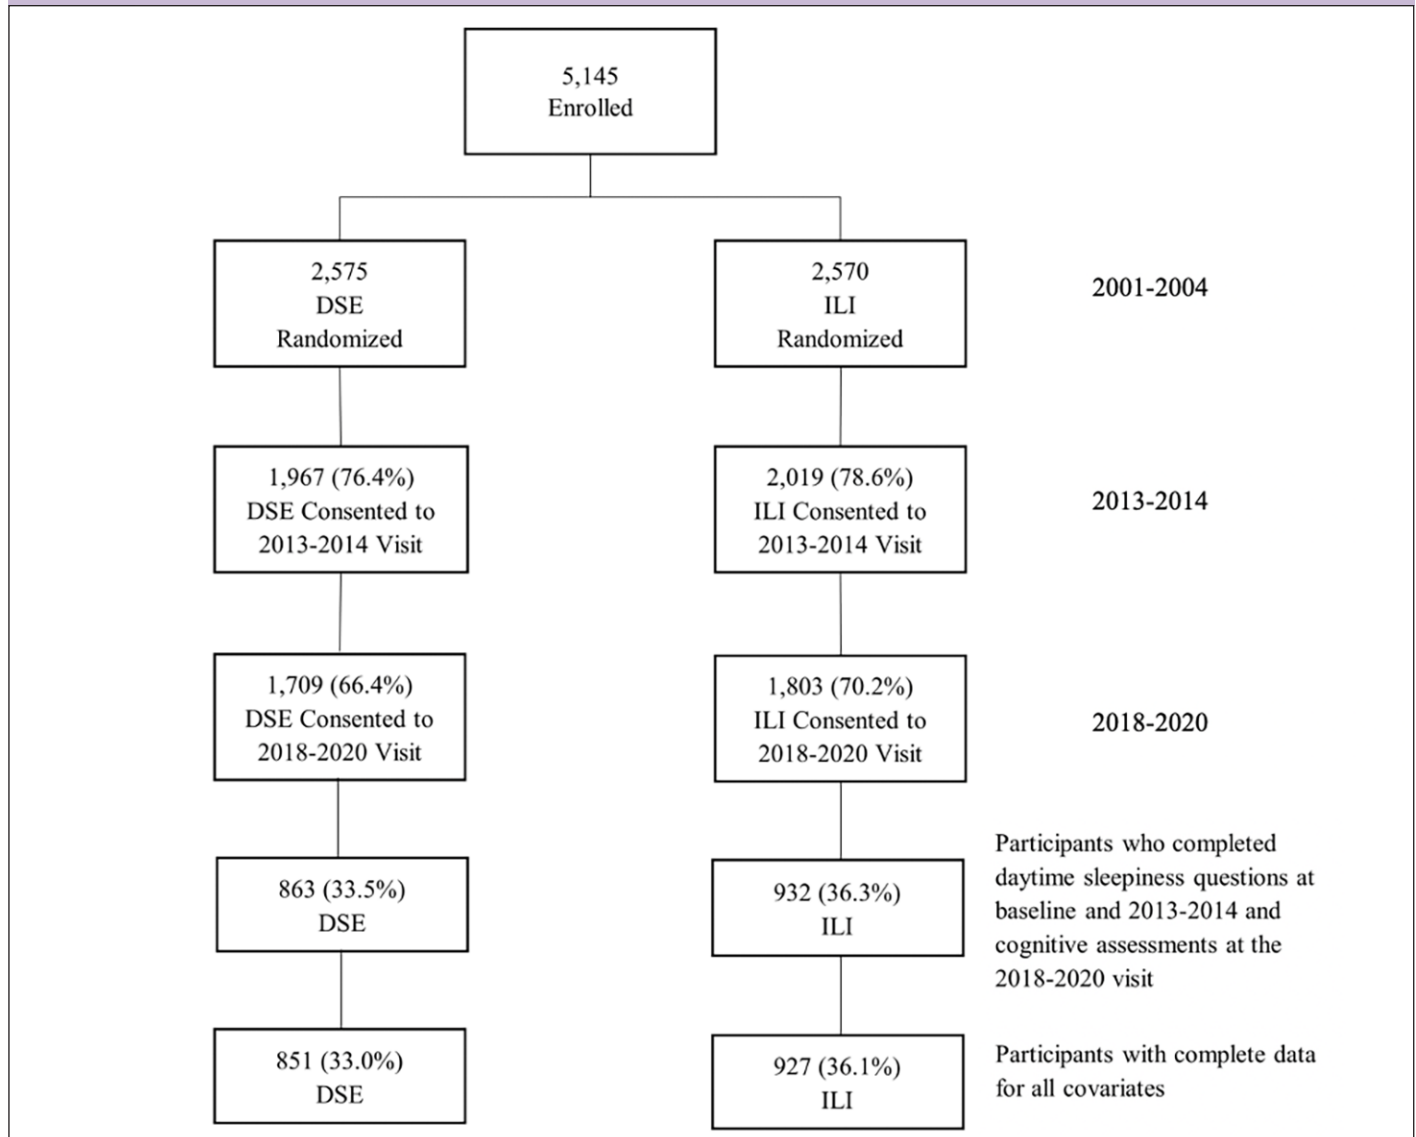 5,145
Enrolled
2,575
DSE
Randomized
2,570
ILI
Randomized
2001-2004
1,967 (76.4%)
DSE Consented to
2013-2014 Visit
2,019 (78.6%)
ILI Consented to
2013-2014 Visit
2013-2014
1,709 (66.4%)
DSE Consented to
2018-2020 Visit
1,803 (70.2%)
ILI Consented to
2018-2020 Visit
2018-2020
863 (33.5%)
DSE
932 (36.3%)
ILI
Participants who completed
daytime sleepiness questions at
baseline and 2013-2014 and
cognitive assessments at the
2018-2020 visit
851 (33.0%)
DSE
927 (36.1%)
ILI
Participants with complete data
for all covariates